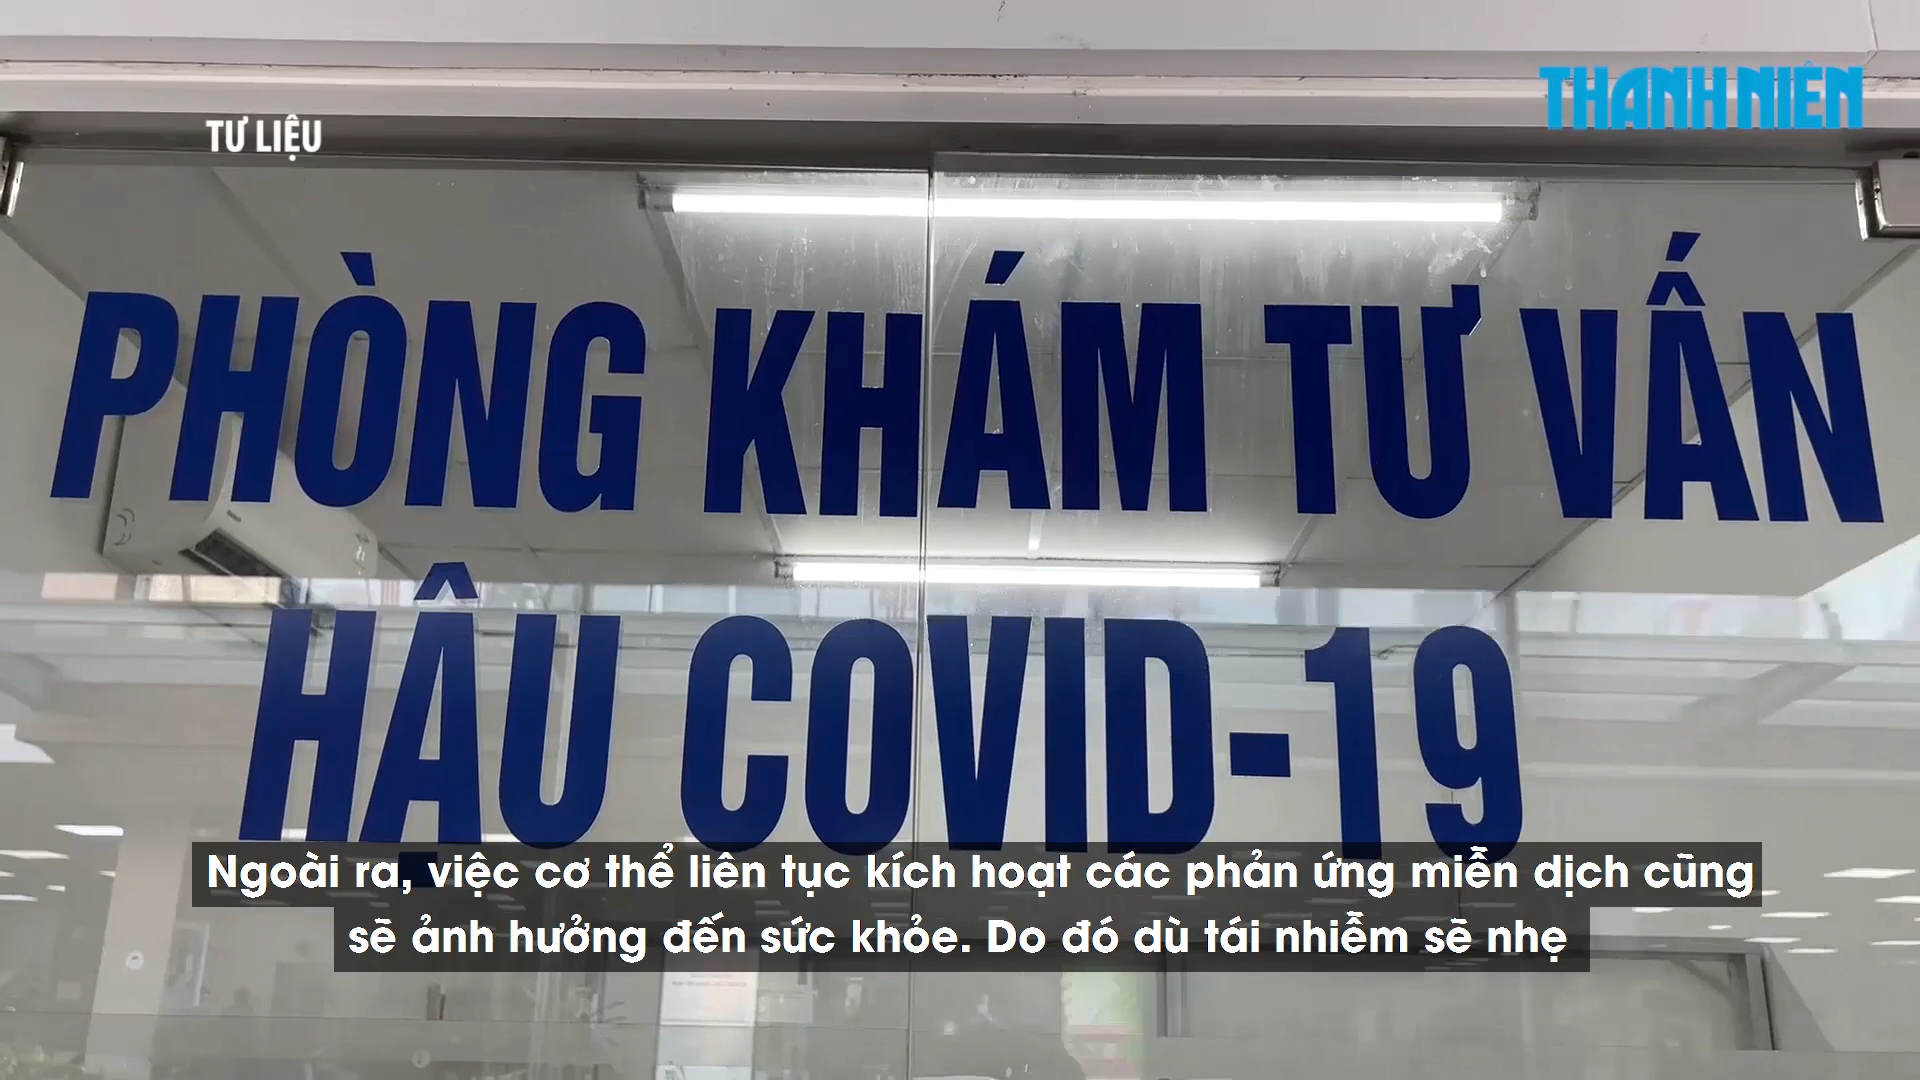 THANH NIÊN
TƯ LIỆU
PHÒNG KHÁM TƯ VẤN
HẬU COVID-19
Ngoài ra, việc cơ thể liên tục kích hoạt các phản ứng miễn dịch cũng
sẽ ảnh hưởng đến sức khỏe. Do đó dù tái nhiễm sẽ nhẹ